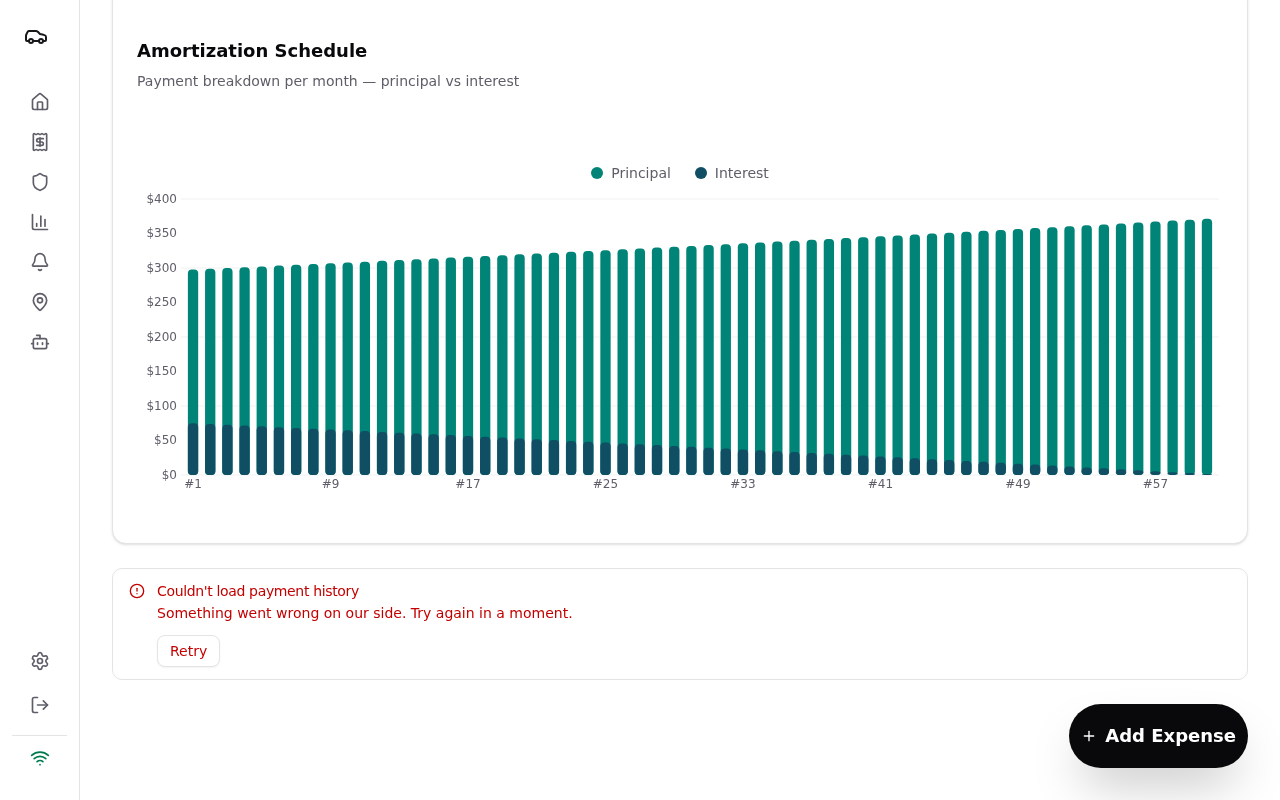 Amortization Schedule
Payment breakdown per month — principal vs interest
Principal Interest
$400
$350
$300
$250
$200
$150
$100
$50
$0
#1 #9 #17 #25 #33 #41 #49 #57
Couldn't load payment history
Something went wrong on our side. Try again in a moment.
Retry
+ Add Expense